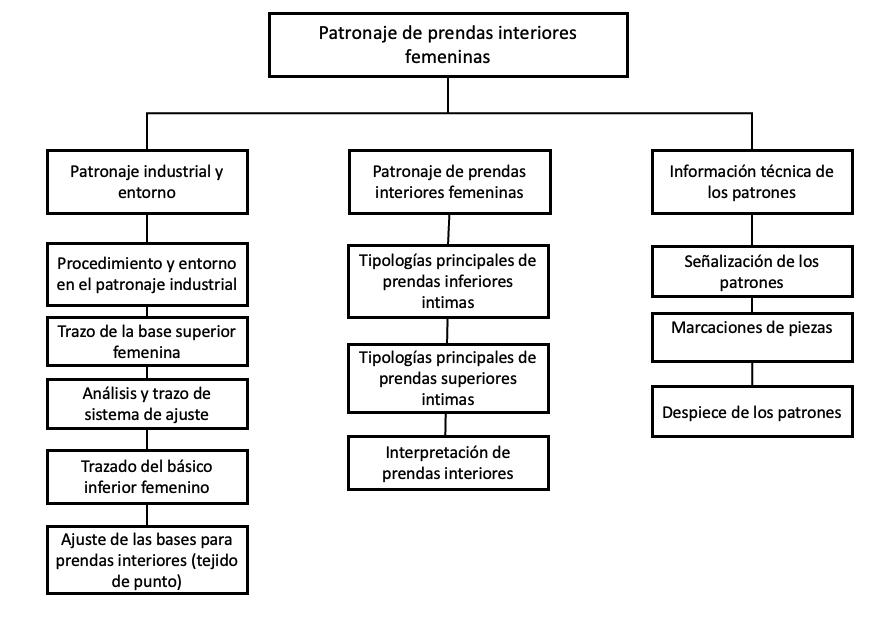 Patronaje de prendas interiores
femeninas
Patronaje industrial y
entorno
Procedimiento y entorno
en el patronaje industrial
Trazo de la base superior
femenina
Análisis y trazo de
sistema de ajuste
Trazado del básico
inferior femenino
Ajuste de las bases para
prendas interiores (tejido
de punto)
Patronaje de prendas
interiores femeninas
Tipologías principales de
prendas inferiores
intimas
Tipologías principales de
prendas superiores
intimas
Interpretación de
prendas interiores
Información técnica de
los patrones
Señalización de los
patrones
Marcaciones de piezas
Despiece de los patrones